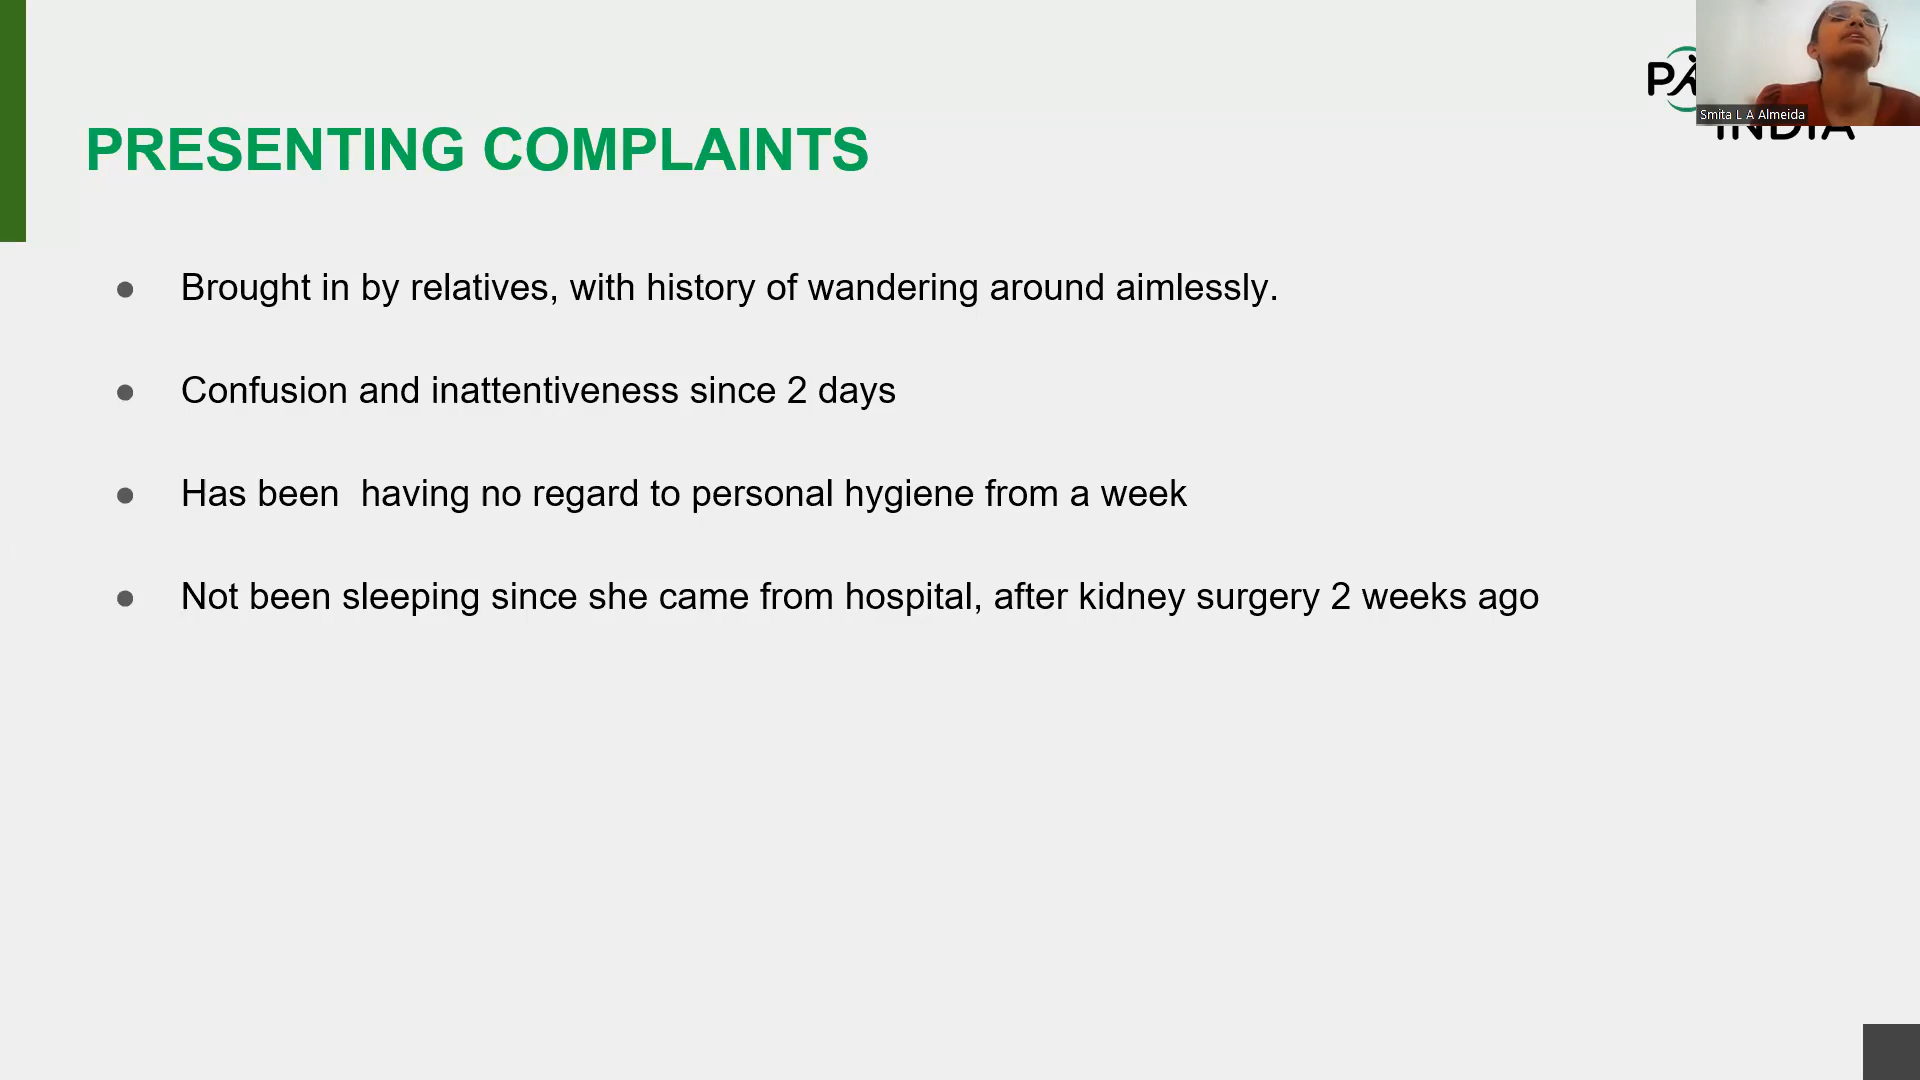 Smita L A Almeida
INDIA
PRESENTING COMPLAINTS
● Brought in by relatives, with history of wandering around aimlessly.
● Confusion and inattentiveness since 2 days
● Has been  having no regard to personal hygiene from a week
● Not been sleeping since she came from hospital, after kidney surgery 2 weeks ago